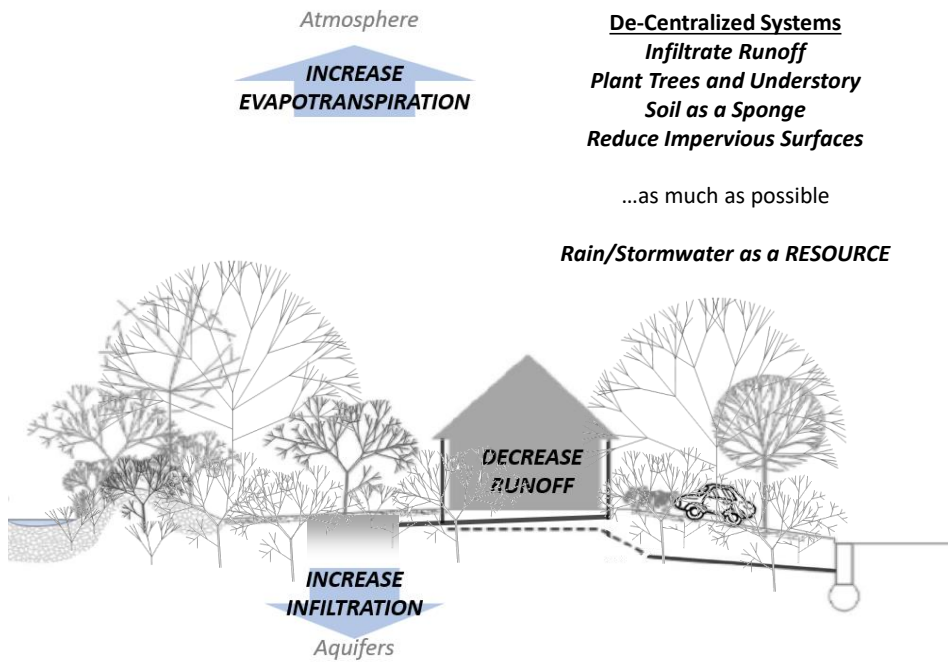 Atmosphere
INCREASE
EVAPOTRANSPIRATION
De-Centralized Systems
Infiltrate Runoff
Plant Trees and Understory
Soil as a Sponge
Reduce Impervious Surfaces
...as much as possible
Rain/Stormwater as a RESOURCE
DECREASE
RUNOFF
INCREASE
INFILTRATION
Aquifers